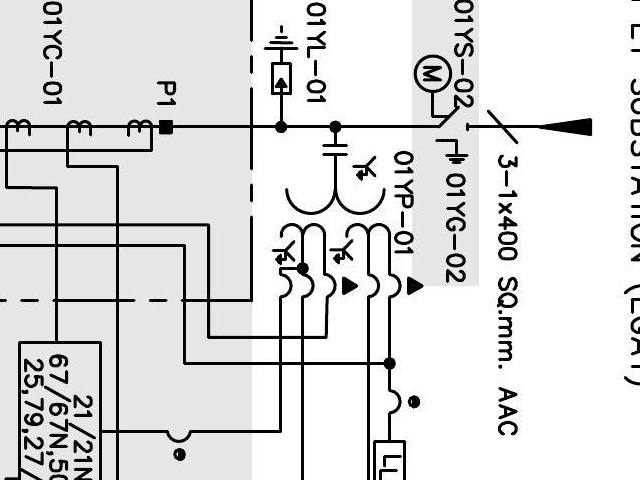 SUBSTATION (EGAT)
3-1x400 SQ.mm. AAC
01YS-02
M
01YG-02
01YP-01
01YL-01
P1
01YC-01
LL
21/21N
67/67N,50
25,79,27/